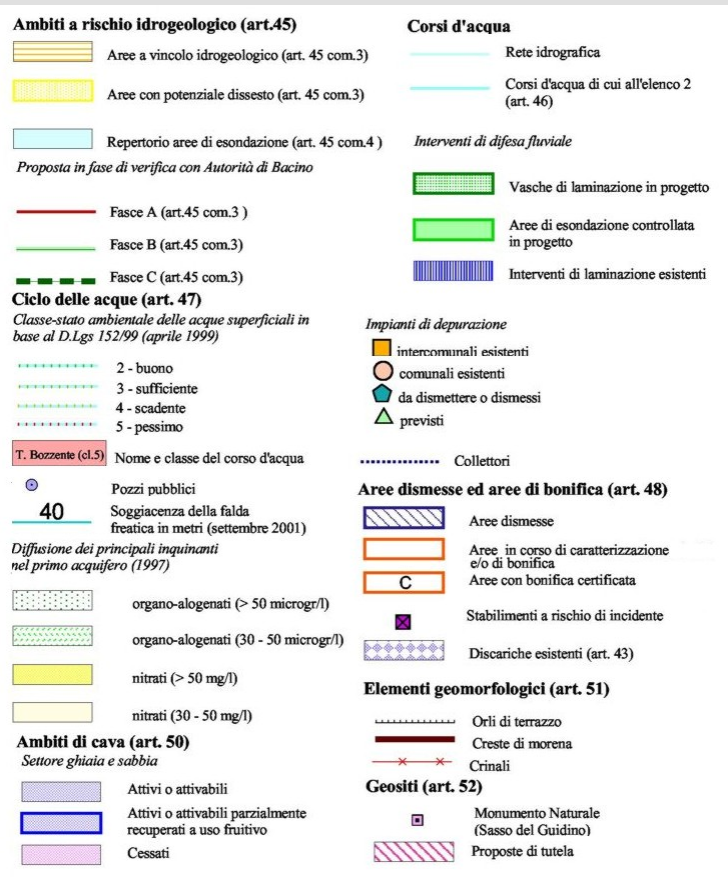 Ambiti a rischio idrogeologico (art.45)
Aree a vincolo idrogeologico (art. 45 com.3)
Aree con potenziale dissesto (art. 45 com.3)
Repertorio aree di esondazione (art. 45 com.4 )
Proposta in fase di verifica con Autorità di Bacino
Fasce A (art.45 com.3 )
Fasce B (art.45 com.3)
Fasce C (art.45 com.3)
Ciclo delle acque (art. 47)
Classe-stato ambientale delle acque superficiali in
base al D.Lgs 152/99 (aprile 1999)
2 - buono
3 - sufficiente
4 - scadente
5 - pessimo
T. Bozzente (cl.5)
Nome e classe del corso d'acqua
Pozzi pubblici
40
Soggiacenza della falda
freatica in metri (settembre 2001)
Diffusione dei principali inquinanti
nel primo acquifero (1997)
organo-alogenati (> 50 microgr/l)
organo-alogenati (30 - 50 microgr/l)
nitrati (> 50 mg/l)
nitrati (30 - 50 mg/l)
Ambiti di cava (art. 50)
Settore ghiaia e sabbia
Attivi o attivabili
Attivi o attivabili parzialmente
recuperati a uso fruitivo
Cessati
Corsi d'acqua
Rete idrografica
Corsi d'acqua di cui all'elenco 2
(art. 46)
Interventi di difesa fluviale
Vasche di laminazione in progetto
Aree di esondazione controllata
in progetto
Interventi di laminazione esistenti
Impianti di depurazione
intercomunali esistenti
comunali esistenti
da dismettere o dismessi
previsti
Collettori
Aree dismesse ed aree di bonifica (art. 48)
Aree dismesse
Aree in corso di caratterizzazione
e/o di bonifica
C
Aree con bonifica certificata
Stabilimenti a rischio di incidente
Discariche esistenti (art. 43)
Elementi geomorfologici (art. 51)
Orli di terrazzo
Creste di morena
Crinali
Geositi (art. 52)
Monumento Naturale
(Sasso del Guidino)
Proposte di tutela